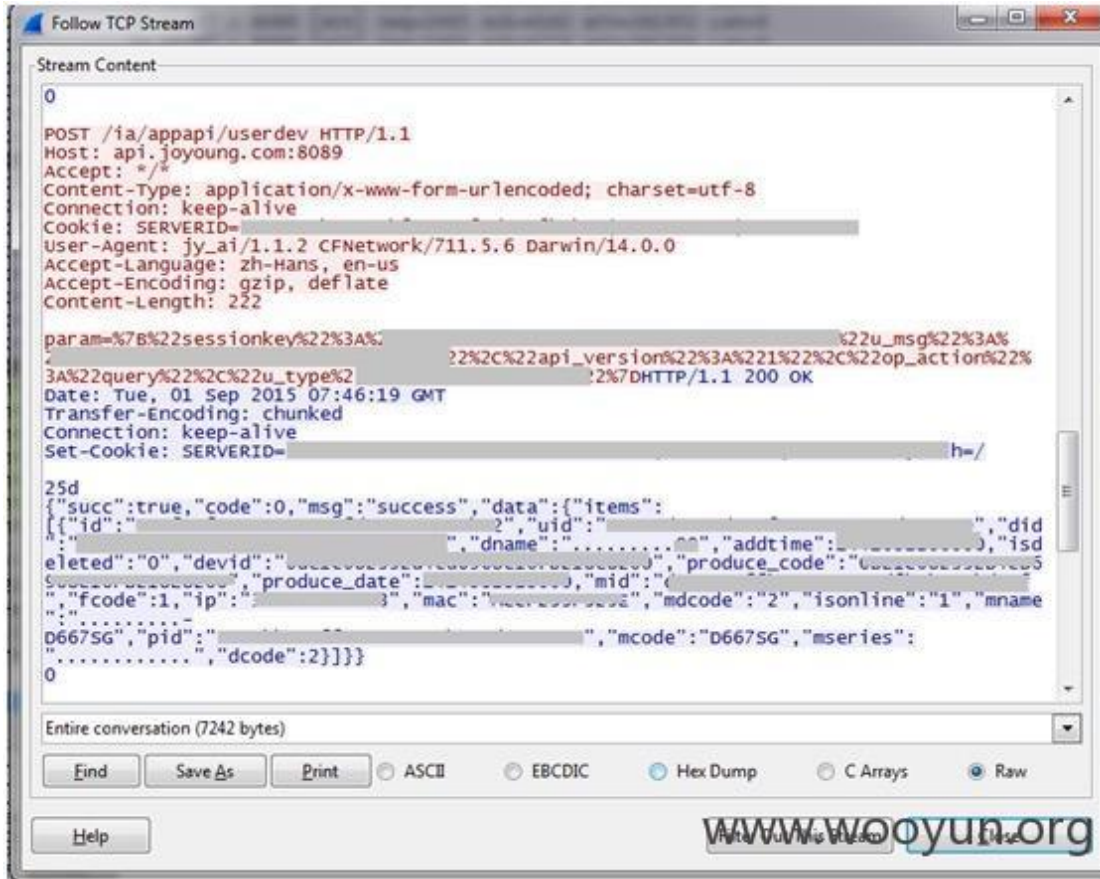 Follow TCP Stream
Stream Content
0
POST /ia/appapi/userdev HTTP/1.1
Host: api.joyoung.com:8089
Accept: */*
Content-Type: application/x-www-form-urlencoded; charset=utf-8
Connection: keep-alive
Cookie: SERVERID=
User-Agent: jy_ai/1.1.2 CFNetwork/711.5.6 Darwin/14.0.0
Accept-Language: zh-Hans, en-us
Accept-Encoding: gzip, deflate
Content-Length: 222
param=%7B%22sessionkey%22%3A% %22u_msg%22%3A%
22%2C%22api_version%22%3A%221%22%2C%22op_action%22%
3A%22query%22%2C%22u_type%2 2%7DHTTP/1.1 200 OK
Date: Tue, 01 Sep 2015 07:46:19 GMT
Transfer-Encoding: chunked
Connection: keep-alive
Set-Cookie: SERVERID= h=/
25d
{"succ":true,"code":0,"msg":"success","data":{"items":
[{"id":" 2","uid":" ","did
":" ","dname":"......... ","addtime": ,"isd
eleted":"0","devid":" ","produce_code":"
","produce_date": ,"mid":"
","fcode":1,"ip":" ","mac":" ","mdcode":"2","isonline":"1","mname
":".........-
D667SG","pid":" ","mcode":"D667SG","mseries":
"............","dcode":2}]}}
0
Entire conversation (7242 bytes)
Find Save As Print ASCII EBCDIC Hex Dump C Arrays Raw
Help Close
www.wooyun.org